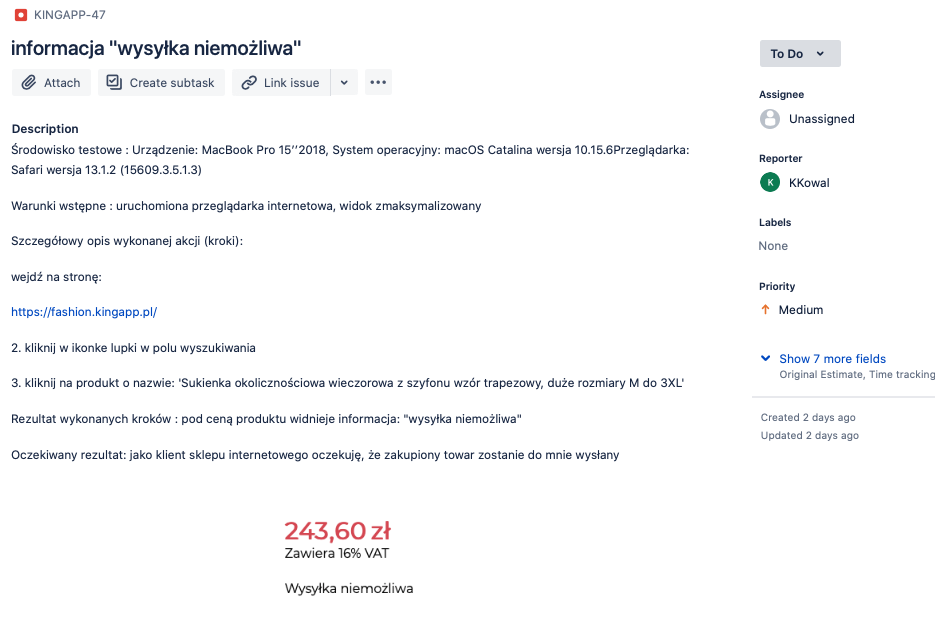 KINGAPP-47
informacja "wysyłka niemożliwa"
Attach
Create subtask
Link issue
Description
Środowisko testowe : Urządzenie: MacBook Pro 15’’2018, System operacyjny: macOS Catalina wersja 10.15.6Przeglądarka:
Safari wersja 13.1.2 (15609.3.5.1.3)
Warunki wstępne : uruchomiona przeglądarka internetowa, widok zmaksymalizowany
Szczegółowy opis wykonanej akcji (kroki):
wejdź na stronę:
https://fashion.kingapp.pl/
2. kliknij w ikonke lupki w polu wyszukiwania
3. kliknij na produkt o nazwie: 'Sukienka okolicznościowa wieczorowa z szyfonu wzór trapezowy, duże rozmiary M do 3XL'
Rezultat wykonanych kroków : pod ceną produktu widnieje informacja: "wysyłka niemożliwa"
Oczekiwany rezultat: jako klient sklepu internetowego oczekuję, że zakupiony towar zostanie do mnie wysłany
243,60 zł
Zawiera 16% VAT
Wysyłka niemożliwa
To Do
Assignee
Unassigned
Reporter
K
KKowal
Labels
None
Priority
Medium
Show 7 more fields
Original Estimate, Time tracking
Created 2 days ago
Updated 2 days ago